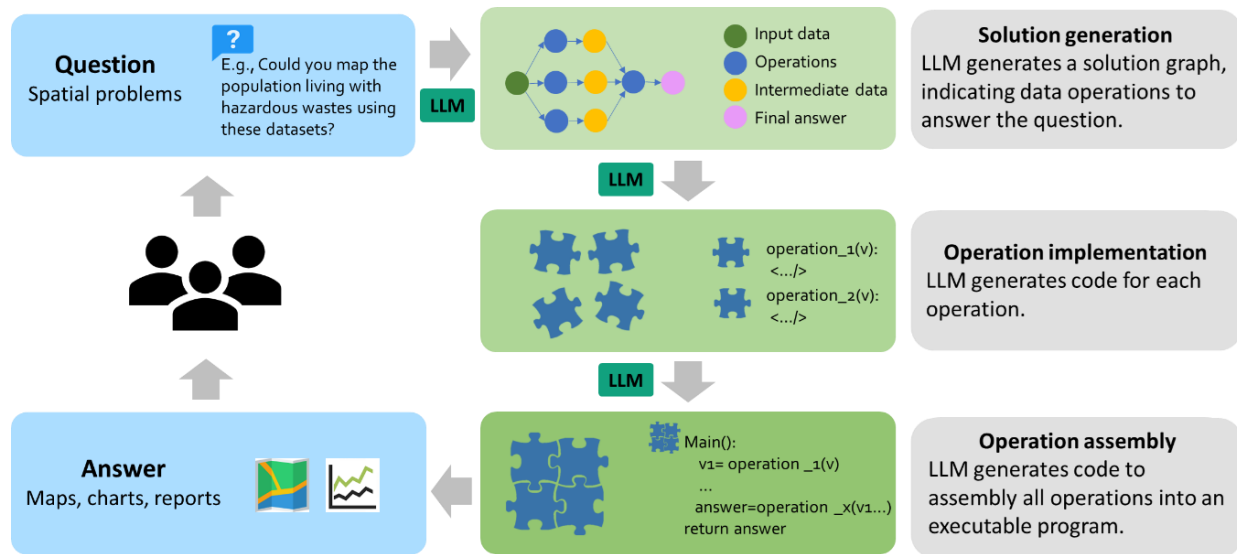 Question
Spatial problems
?
E.g., Could you map the
population living with
hazardous wastes using
these datasets?
LLM
Input data
Operations
Intermediate data
Final answer
Solution generation
LLM generates a solution graph,
indicating data operations to
answer the question.
LLM
operation_1(v):
<.../>
operation_2(v):
<.../>
Operation implementation
LLM generates code for each
operation.
LLM
Main():
v1= operation _1(v)
...
answer=operation _x(v1...)
return answer
Operation assembly
LLM generates code to
assembly all operations into an
executable program.
Answer
Maps, charts, reports